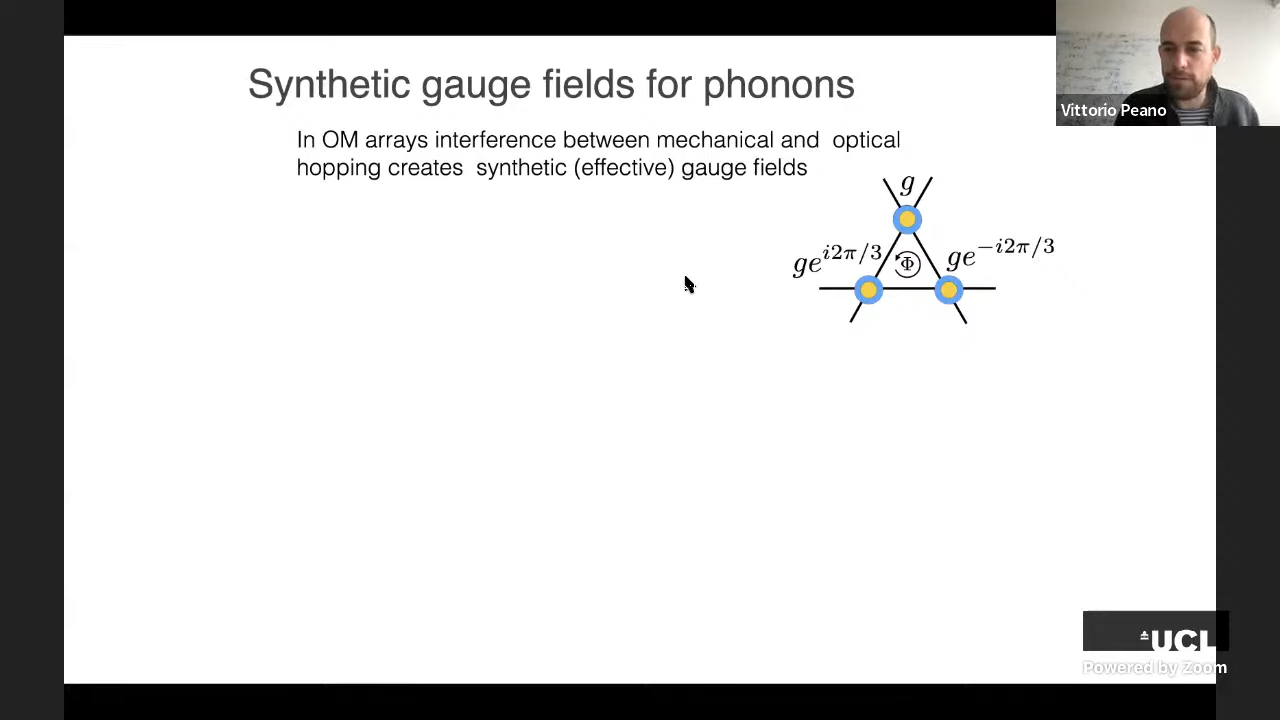 Synthetic gauge fields for phonons
Vittorio Peano
In OM arrays interference between mechanical and optical
hopping creates synthetic (effective) gauge fields
g
ge^{i2π/3} Φ ge^{-i2π/3}
UCL
Powered by Zoom